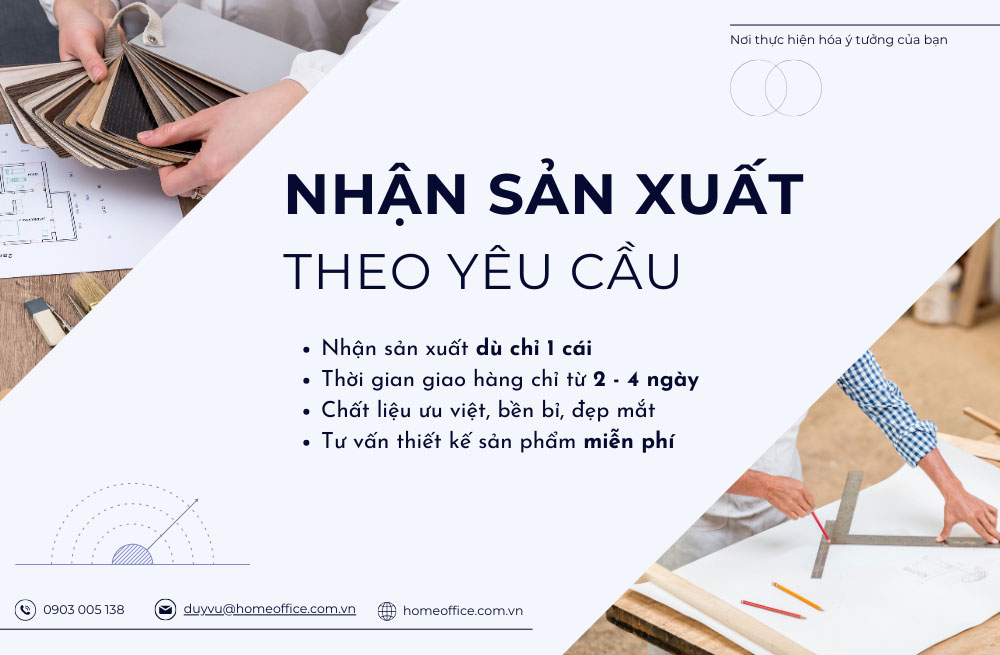 Nơi thực hiện hóa ý tưởng của bạn
NHẬN SẢN XUẤT
THEO YÊU CẦU
• Nhận sản xuất dù chỉ 1 cái
• Thời gian giao hàng chỉ từ 2 - 4 ngày
• Chất liệu ưu việt, bền bỉ, đẹp mắt
• Tư vấn thiết kế sản phẩm miễn phí
0903 005 138
duyvu@homeoffice.com.vn
homeoffice.com.vn